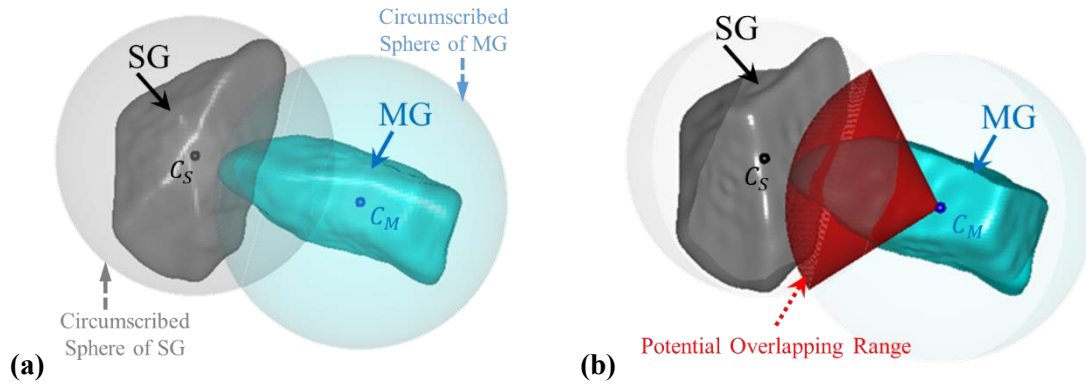 Circumscribed
Sphere of MG
SG
MG
C_S
C_M
Circumscribed
Sphere of SG
(a)
SG
MG
C_S
C_M
Potential Overlapping Range
(b)